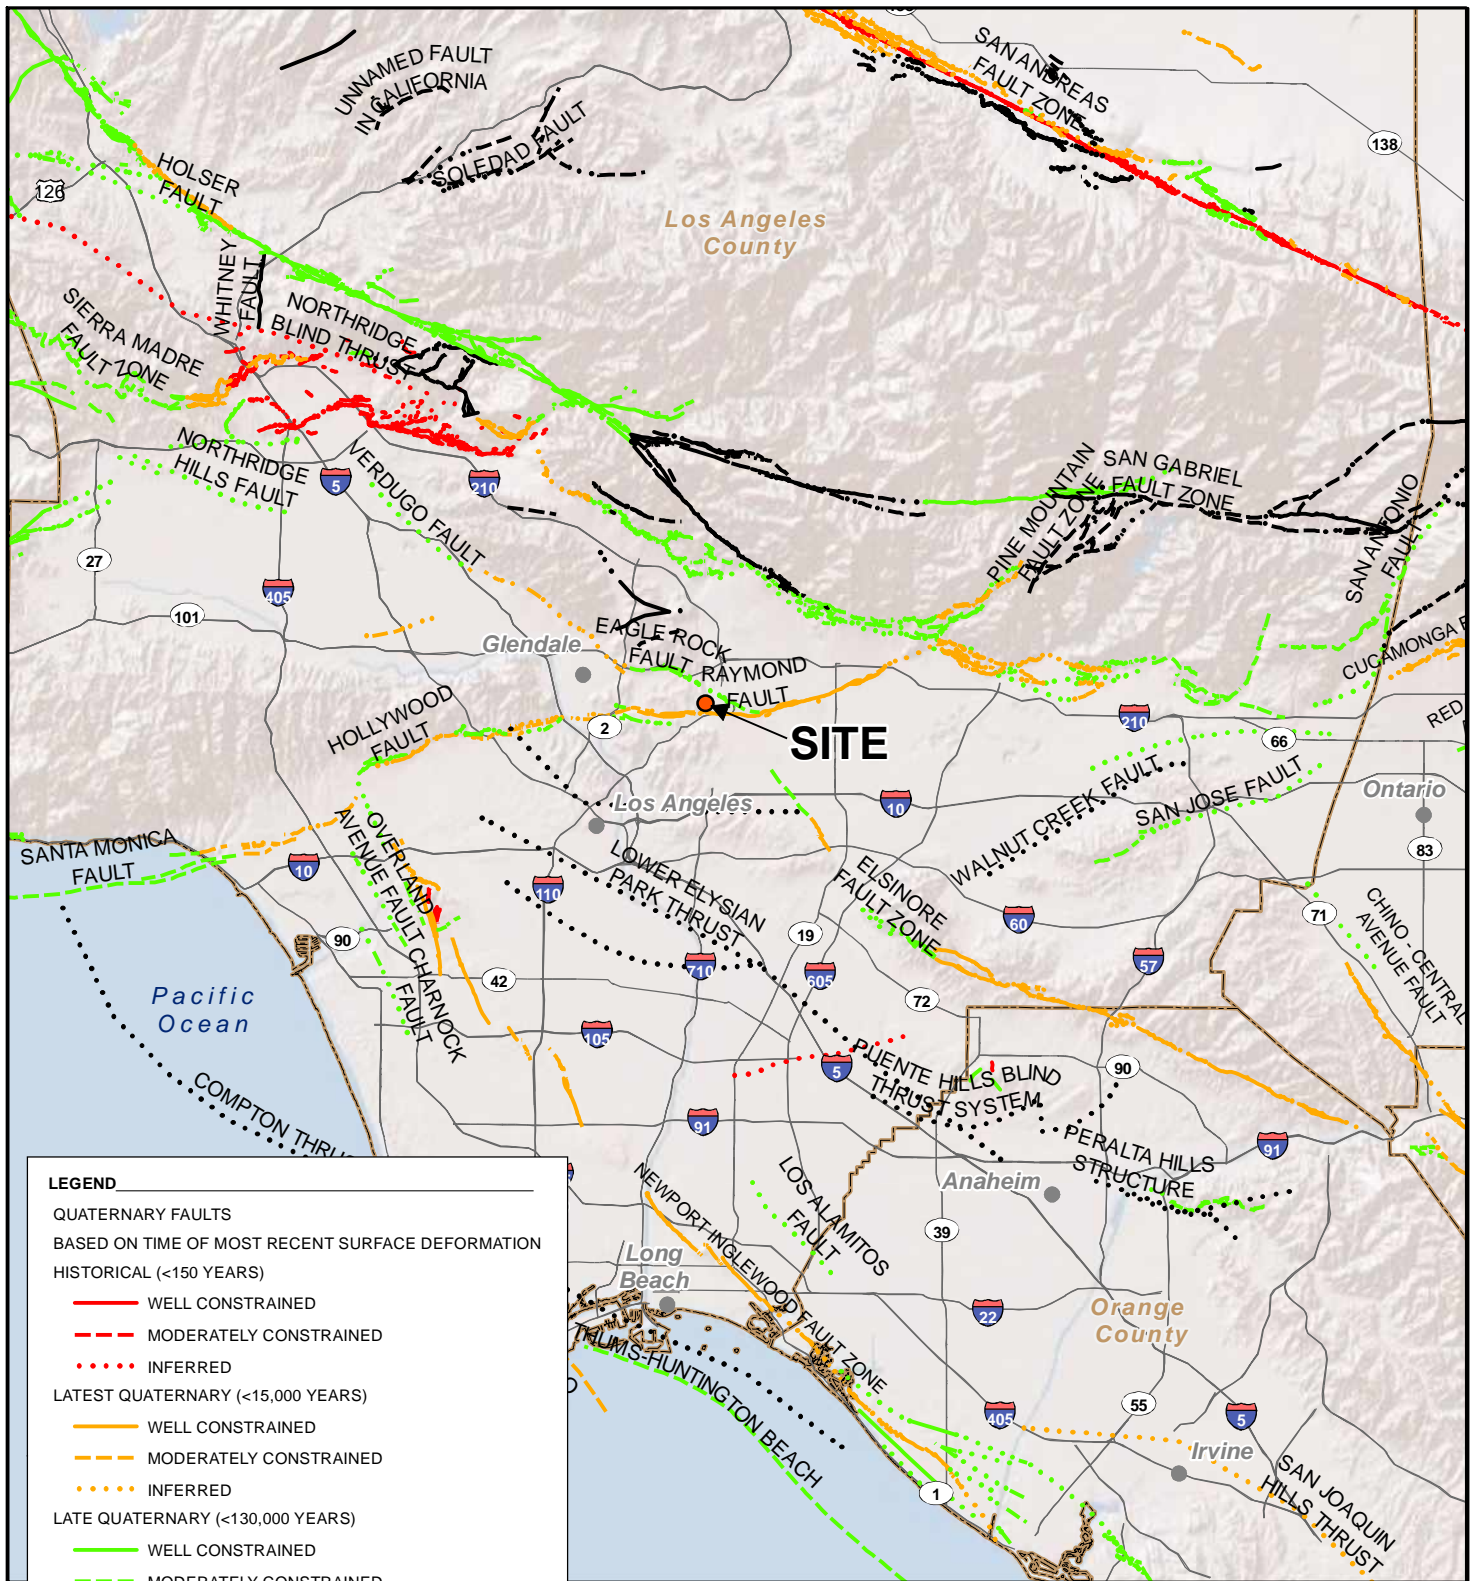 SAN ANDREAS
FAULT ZONE
138
UNNAMED FAULT
IN CALIFORNIA
SOLEDAD FAULT
HOLSER
FAULT
126
Los Angeles
County
WHITNEY
FAULT
NORTHRIDGE
BLIND THRUST
SIERRA MADRE
FAULT ZONE
NORTHRIDGE
HILLS FAULT
5
VERDUGO FAULT
210
PINE MOUNTAIN
FAULT ZONE
SAN GABRIEL
FAULT ZONE
SAN ANTONIO
FAULT
27
405
101
Glendale
EAGLE ROCK
FAULT
RAYMOND
FAULT
CUCAMONGA F
HOLLYWOOD
FAULT
2
SITE
210
66
RED
Los Angeles
10
WALNUT CREEK FAULT
SAN JOSE FAULT
Ontario
83
SANTA MONICA
FAULT
10
OVERLAND
AVENUE FAULT
110
LOWER ELYSIAN
PARK THRUST
ELSINORE
FAULT ZONE
60
71
CHINO - CENTRAL
AVENUE FAULT
90
19
57
710
605
42
72
Pacific
Ocean
CHARNOCK
FAULT
105
5
PUENTE HILLS BLIND
THRUST SYSTEM
90
COMPTON THRUS
91
PERALTA HILLS
STRUCTURE
91
Anaheim
NEWPORT-INGLEWOOD FAULT ZONE
LOS ALAMITOS
FAULT
39
Long
Beach
22
Orange
County
THUMS-HUNTINGTON BEACH
405
55
5
Irvine
1
SAN JOAQUIN
HILLS THRUST
LEGEND
QUATERNARY FAULTS
BASED ON TIME OF MOST RECENT SURFACE DEFORMATION
HISTORICAL (<150 YEARS)
WELL CONSTRAINED
MODERATELY CONSTRAINED
INFERRED
LATEST QUATERNARY (<15,000 YEARS)
WELL CONSTRAINED
MODERATELY CONSTRAINED
INFERRED
LATE QUATERNARY (<130,000 YEARS)
WELL CONSTRAINED
MODERATELY CONSTRAINED